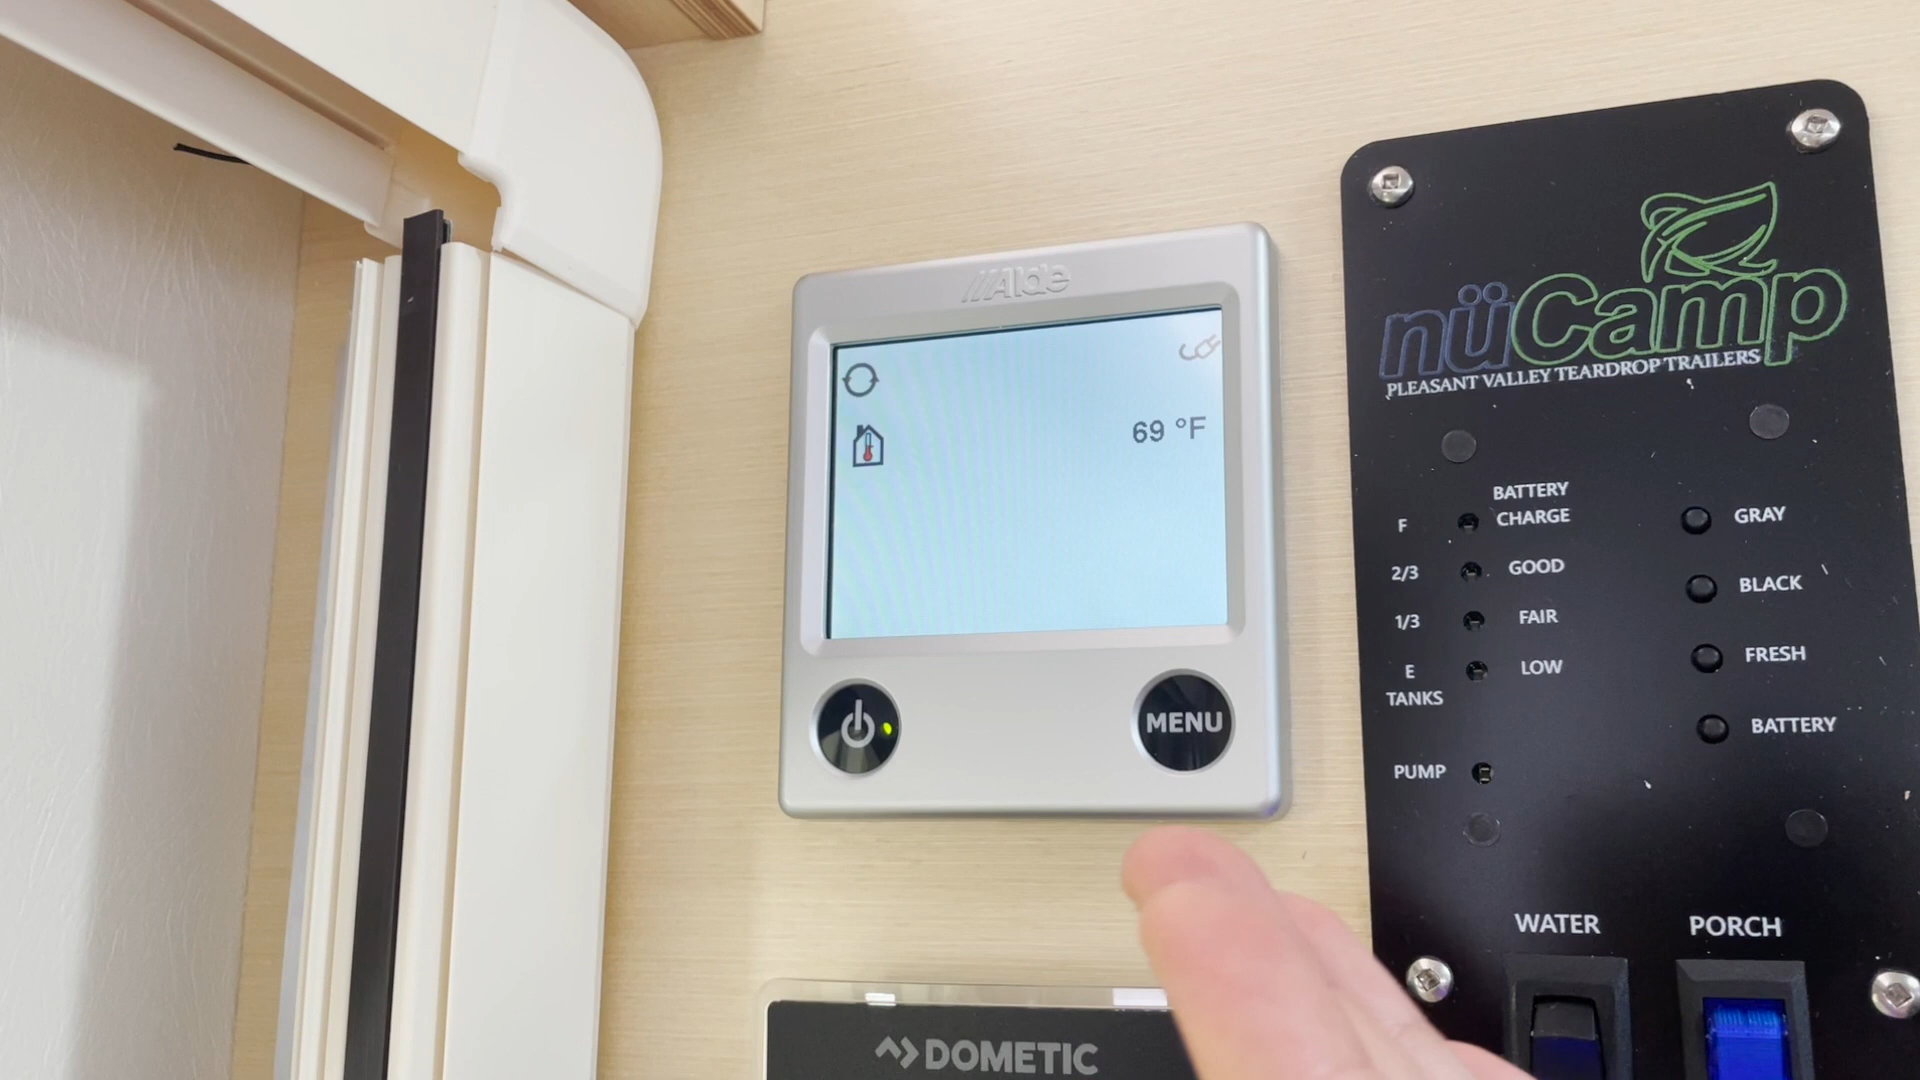 Alde
69 °F
MENU
DOMETIC
nüCamp
PLEASANT VALLEY TEARDROP TRAILERS
BATTERY
F CHARGE GRAY
2/3 GOOD BLACK
1/3 FAIR FRESH
E LOW
TANKS BATTERY
PUMP
WATER PORCH